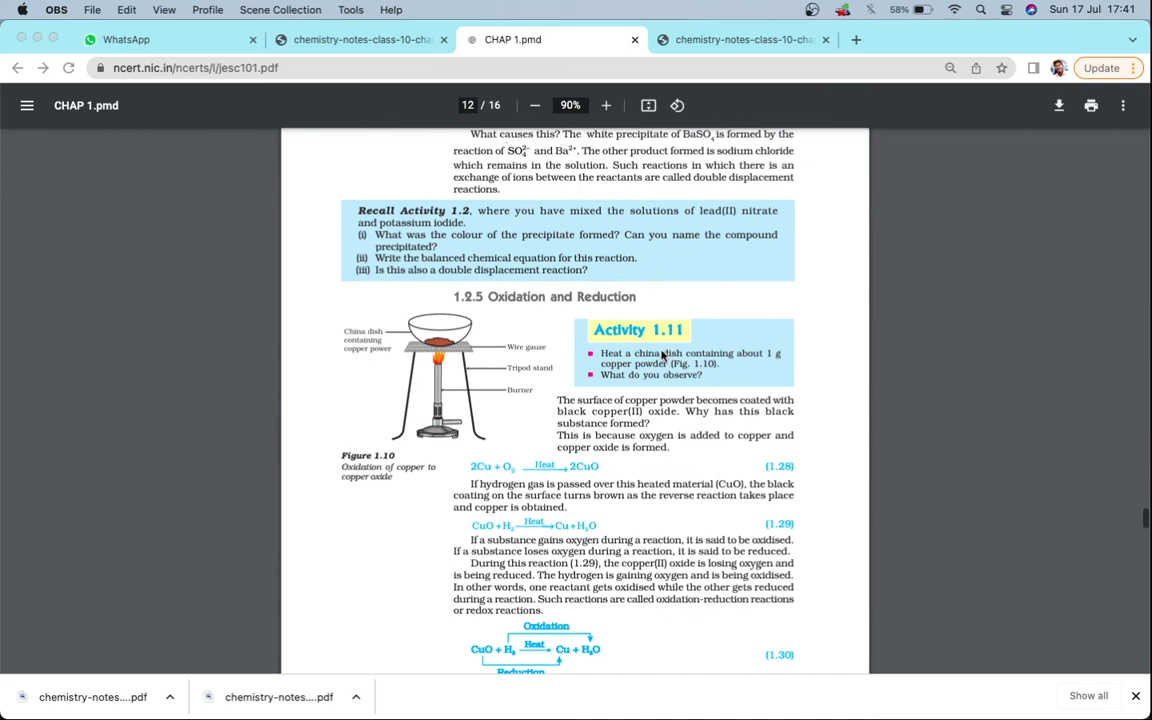 OBS File Edit View Profile Scene Collection Tools Help 58% Sun 17 Jul 17:41
WhatsApp × chemistry-notes-class-10-cha × CHAP 1.pmd × chemistry-notes-class-10-cha × +
ncert.nic.in/ncerts/l/jesc101.pdf Update
CHAP 1.pmd 12 / 16 − 90% +
What causes this? The white precipitate of BaSO₄ is formed by the
reaction of SO₄²⁻ and Ba²⁺. The other product formed is sodium chloride
which remains in the solution. Such reactions in which there is an
exchange of ions between the reactants are called double displacement
reactions.
Recall Activity 1.2, where you have mixed the solutions of lead(II) nitrate
and potassium iodide.
(i) What was the colour of the precipitate formed? Can you name the compound
precipitated?
(ii) Write the balanced chemical equation for this reaction.
(iii) Is this also a double displacement reaction?
1.2.5 Oxidation and Reduction
China dish
containing
copper power
Wire gauze
Tripod stand
Burner
Figure 1.10
Oxidation of copper to
copper oxide
Activity 1.11
■ Heat a china dish containing about 1 g
copper powder (Fig. 1.10).
■ What do you observe?
The surface of copper powder becomes coated with
black copper(II) oxide. Why has this black
substance formed?
This is because oxygen is added to copper and
copper oxide is formed.
2Cu + O₂ Heat→ 2CuO (1.28)
If hydrogen gas is passed over this heated material (CuO), the black
coating on the surface turns brown as the reverse reaction takes place
and copper is obtained.
CuO +H₂ Heat→ Cu+H₂O (1.29)
If a substance gains oxygen during a reaction, it is said to be oxidised.
If a substance loses oxygen during a reaction, it is said to be reduced.
During this reaction (1.29), the copper(II) oxide is losing oxygen and
is being reduced. The hydrogen is gaining oxygen and is being oxidised.
In other words, one reactant gets oxidised while the other gets reduced
during a reaction. Such reactions are called oxidation-reduction reactions
or redox reactions.
Oxidation
CuO + H₂ Heat→ Cu + H₂O (1.30)
Reduction
chemistry-notes....pdf chemistry-notes....pdf Show all ×